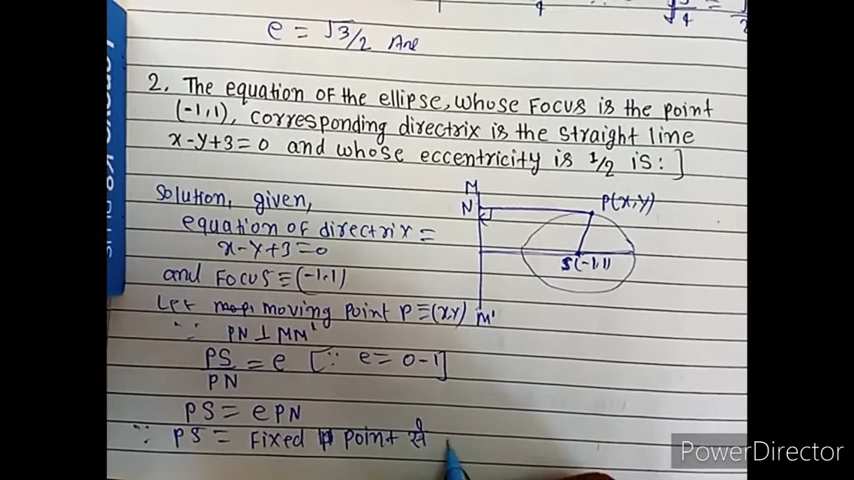 e = √3/2 Ans
2. The equation of the ellipse, whose Focus is the point
(-1,1), corresponding directrix is the straight line
x-y+3=0 and whose eccentricity is 1/2 is:]
Solution, given,
equation of directrix =
x-y+3=0
and Focus ≡(-1,1)
Let moving point P≡(x,y)
∵ PN ⊥ MM'
PS/PN = e [∵ e = 0-1]
PS = e PN
∵ PS = Fixed point से
M
N
P(x,y)
S(-1,1)
M'
PowerDirector